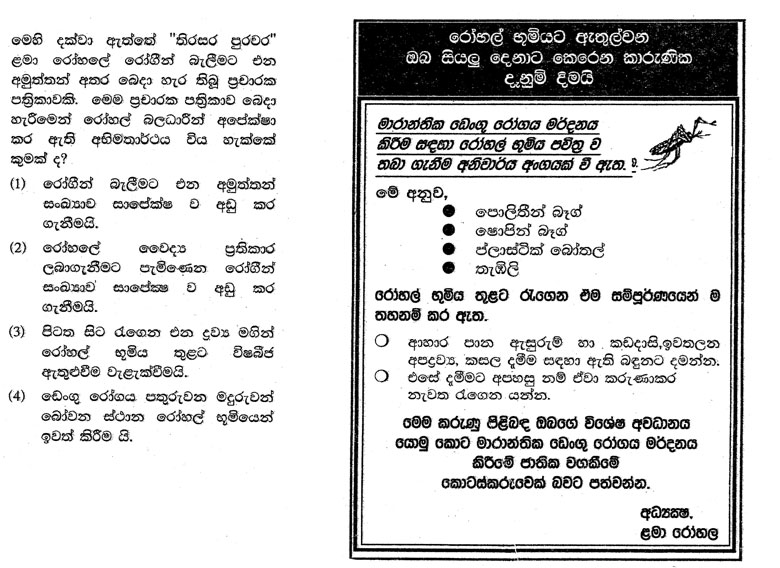 මෙහි දක්වා ඇත්තේ "තිරසර පුරවර"
ළමා රෝහලේ රෝගීන් බැලීමට එන
අමුත්තන් අතර බෙදා හැර තිබූ ප්‍රචාරක
පත්‍රිකාවකි. මෙම ප්‍රචාරක පත්‍රිකාව බෙදා
හැරීමෙන් රෝහල් බලධාරීන් අපේක්ෂා
කර ඇති අභිමතාර්ථය විය හැක්කේ
කුමක් ද?
(1) රෝගීන් බැලීමට එන අමුත්තන්
සංඛ්‍යාව සාපේක්ෂ ව අඩු කර
ගැනීමයි.
(2) රෝහලේ වෛද්‍ය ප්‍රතිකාර
ලබාගැනීමට පැමිණෙන රෝගීන්
සංඛ්‍යාව සාපේක්ෂ ව අඩු කර
ගැනීමයි.
(3) පිටත සිට රැගෙන එන ද්‍රව්‍ය මගින්
රෝහල් භූමිය තුළට විෂබීජ
ඇතුළුවීම වැළැක්වීමයි.
(4) ඩෙංගු රෝගය පතුරුවන මදුරුවන්
බෝවන ස්ථාන රෝහල් භූමියෙන්
ඉවත් කිරීම යි.
රෝහල් භූමියට ඇතුල්වන
ඔබ සියලු දෙනාට කෙරෙන කාරුණික
දැනුම් දීමයි
මාරාන්තික ඩෙංගු රෝගය මර්දනය
කිරීම සඳහා රෝහල් භූමිය පවිත්‍ර ව
තබා ගැනීම අනිවාර්ය අංගයක් වී ඇත.
මේ අනුව,
● පොලිතීන් බෑග්
● ෂොපින් බෑග්
● ප්ලාස්ටික් බෝතල්
● තැඹිලි
රෝහල් භූමිය තුළට රැගෙන ඒම සම්පූර්ණයෙන් ම
තහනම් කර ඇත.
○ ආහාර පාන ඇසුරුම් හා කඩදාසි,ඉවතලන
අපද්‍රව්‍ය, කසල දැමීම සඳහා ඇති බඳුනට දමන්න.
○ එසේ දැමීමට අපහසු නම් ඒවා කරුණාකර
නැවත රැගෙන යන්න.
මෙම කරුණු පිළිබඳ ඔබගේ විශේෂ අවධානය
යොමු කොට මාරාන්තික ඩෙංගු රෝගය මර්දනය
කිරීමේ ජාතික වගකීමේ
කොටස්කරුවෙක් බවට පත්වන්න.
අධ්‍යක්ෂ,
ළමා රෝහල